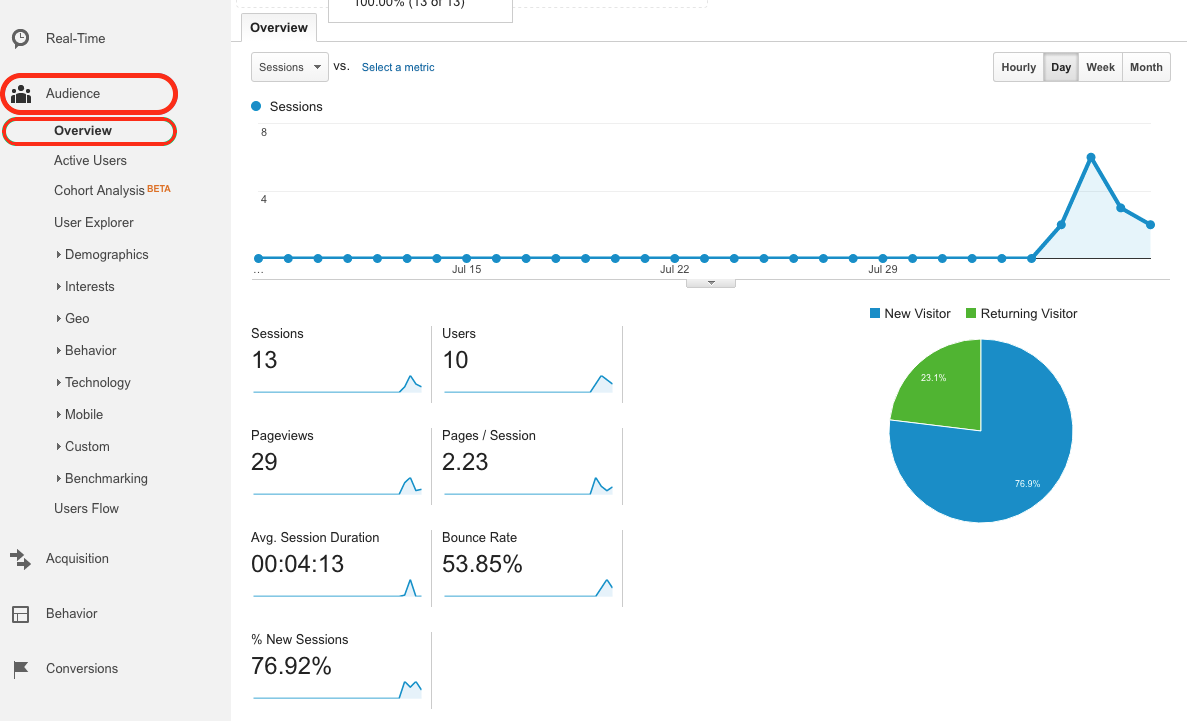 Real-Time
Audience
Overview
Active Users
Cohort Analysis BETA
User Explorer
Demographics
Interests
Geo
Behavior
Technology
Mobile
Custom
Benchmarking
Users Flow
Acquisition
Behavior
Conversions
100.00% (13 of 13)
Overview
Sessions vs. Select a metric
Hourly Day Week Month
Sessions
8
4
... Jul 15 Jul 22 Jul 29
New Visitor Returning Visitor
Sessions
13
Users
10
Pageviews
29
Pages / Session
2.23
Avg. Session Duration
00:04:13
Bounce Rate
53.85%
% New Sessions
76.92%
23.1%
76.9%